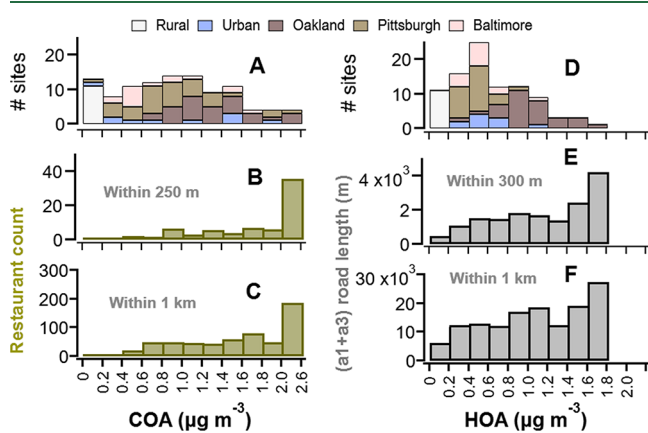 Rural Urban Oakland Pittsburgh Baltimore
# sites
20
10
0
A
Restaurant count
40
20
0
B
Within 250 m
300
200
100
0
C
Within 1 km
0 0.2 0.4 0.6 0.8 1.0 1.2 1.4 1.6 1.8 2.0 2.6
COA (μg m⁻³)
# sites
20
10
0
D
(a1+a3) road length (m)
4 x10³
2
0
E
Within 300 m
30 x10³
20
10
0
F
Within 1 km
0 0.2 0.4 0.6 0.8 1.0 1.2 1.4 1.6 1.8 2.0 2.2
HOA (μg m⁻³)